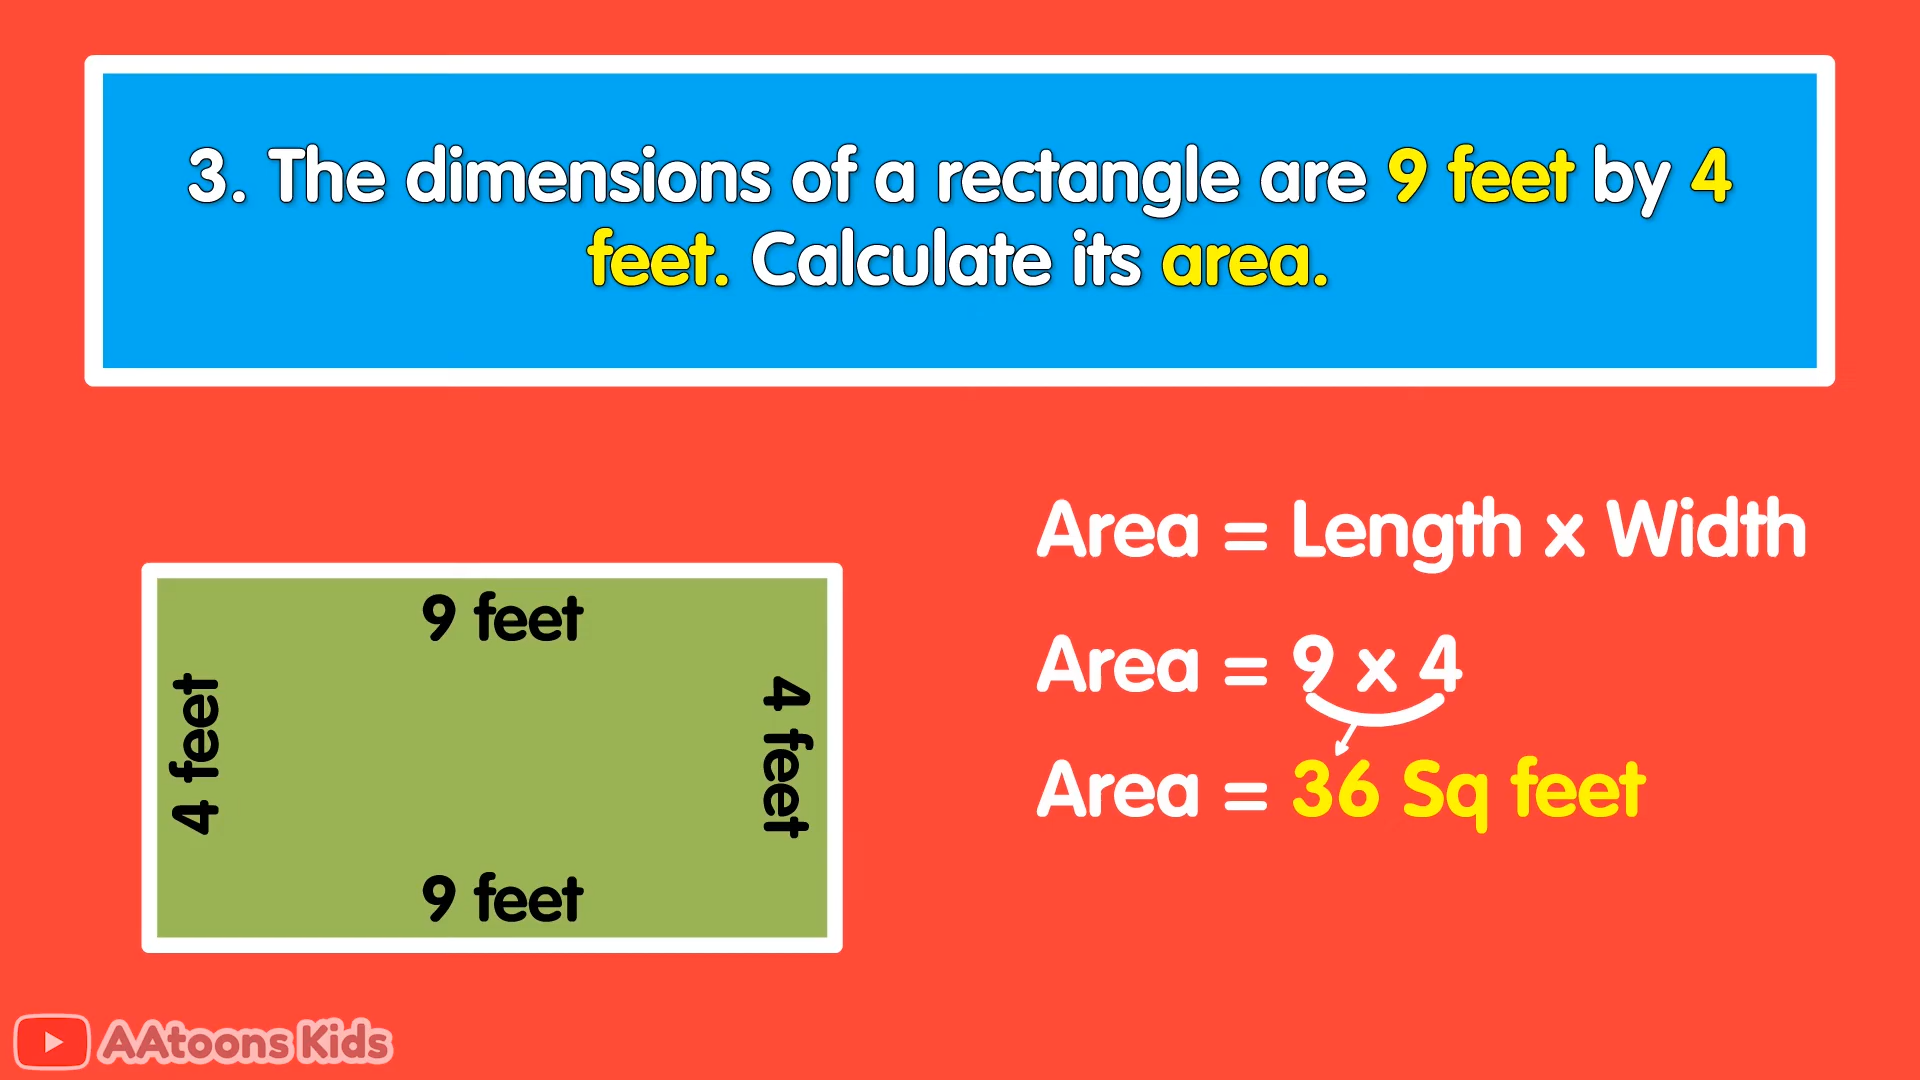 3. The dimensions of a rectangle are 9 feet by 4
feet. Calculate its area.
Area = Length x Width
9 feet
Area = 9 x 4
4 feet
4 feet
Area = 36 Sq feet
9 feet
AAtoons Kids